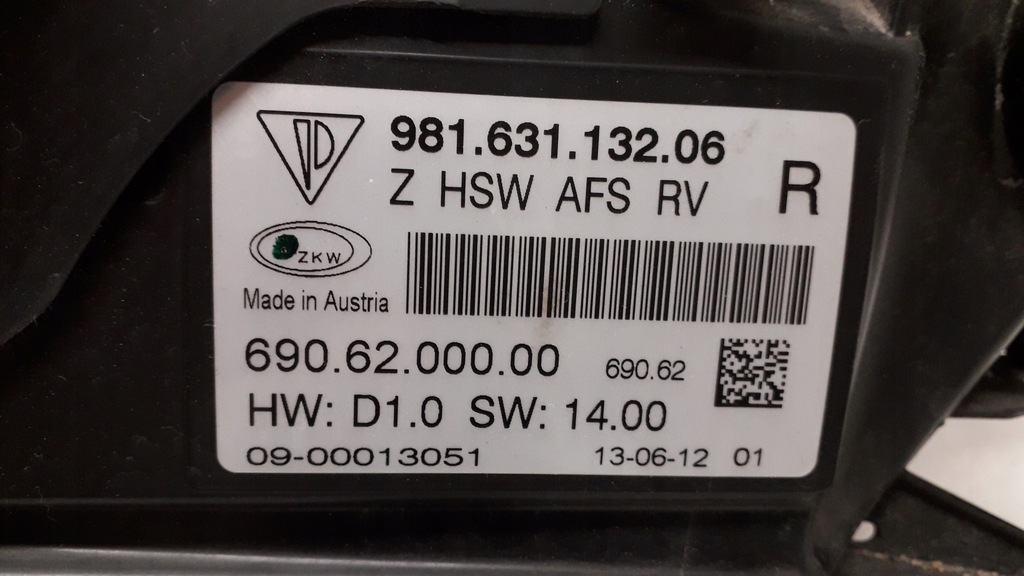 981.631.132.06
Z HSW AFS RV R
ZKW
Made in Austria
690.62.000.00 690.62
HW: D1.0 SW: 14.00
09-00013051 13-06-12 01